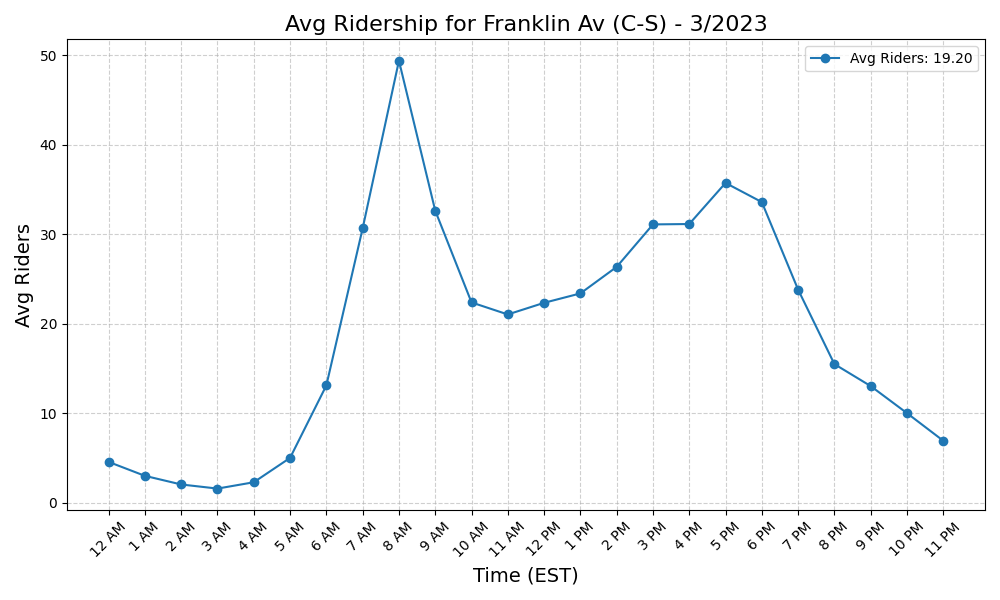 Avg Ridership for Franklin Av (C-S) - 3/2023
Avg Riders: 19.20
Avg Riders
50
40
30
20
10
0
12 AM
1 AM
2 AM
3 AM
4 AM
5 AM
6 AM
7 AM
8 AM
9 AM
10 AM
11 AM
12 PM
1 PM
2 PM
3 PM
4 PM
5 PM
6 PM
7 PM
8 PM
9 PM
10 PM
11 PM
Time (EST)